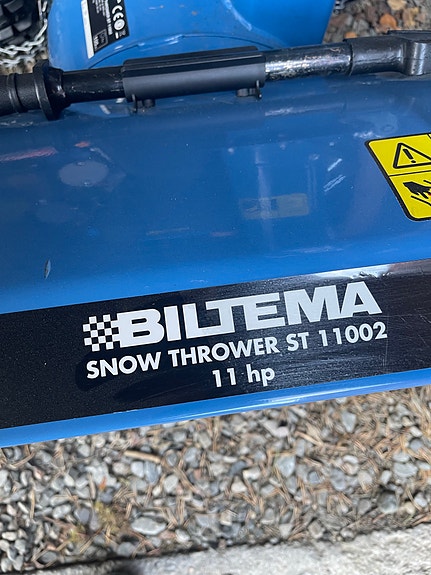 BILTEMA
SNOW THROWER ST 11002
11 hp